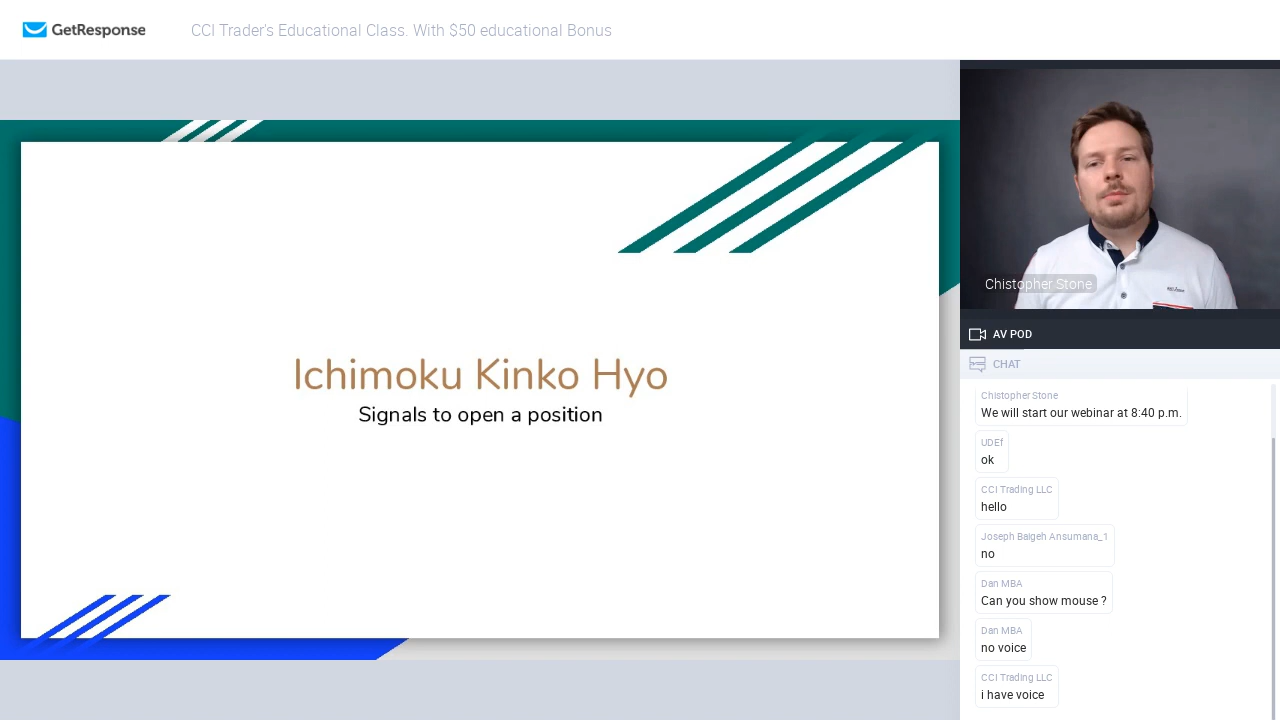 GetResponse
CCI Trader's Educational Class. With $50 educational Bonus
Ichimoku Kinko Hyo
Signals to open a position
Chistopher Stone
AV POD
CHAT
Chistopher Stone
We will start our webinar at 8:40 p.m.
UDEf
ok
CCI Trading LLC
hello
Joseph Baigeh Ansumana_1
no
Dan MBA
Can you show mouse ?
Dan MBA
no voice
CCI Trading LLC
i have voice